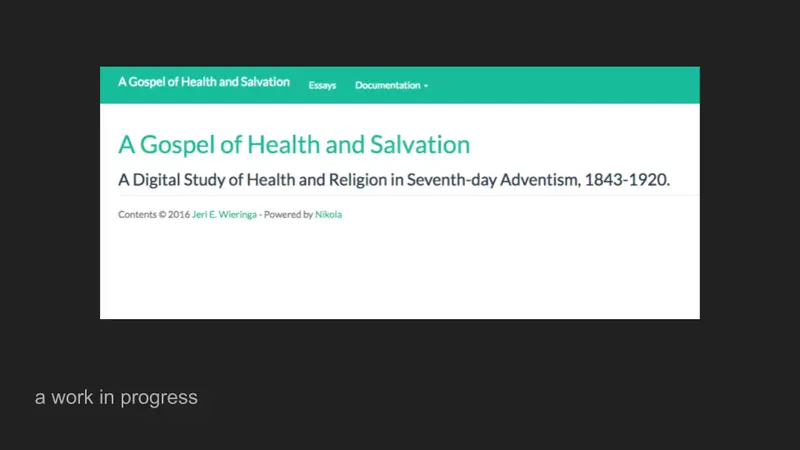 A Gospel of Health and Salvation Essays Documentation
A Gospel of Health and Salvation
A Digital Study of Health and Religion in Seventh-day Adventism, 1843-1920.
Contents © 2016 Jeri E. Wieringa - Powered by Nikola
a work in progress